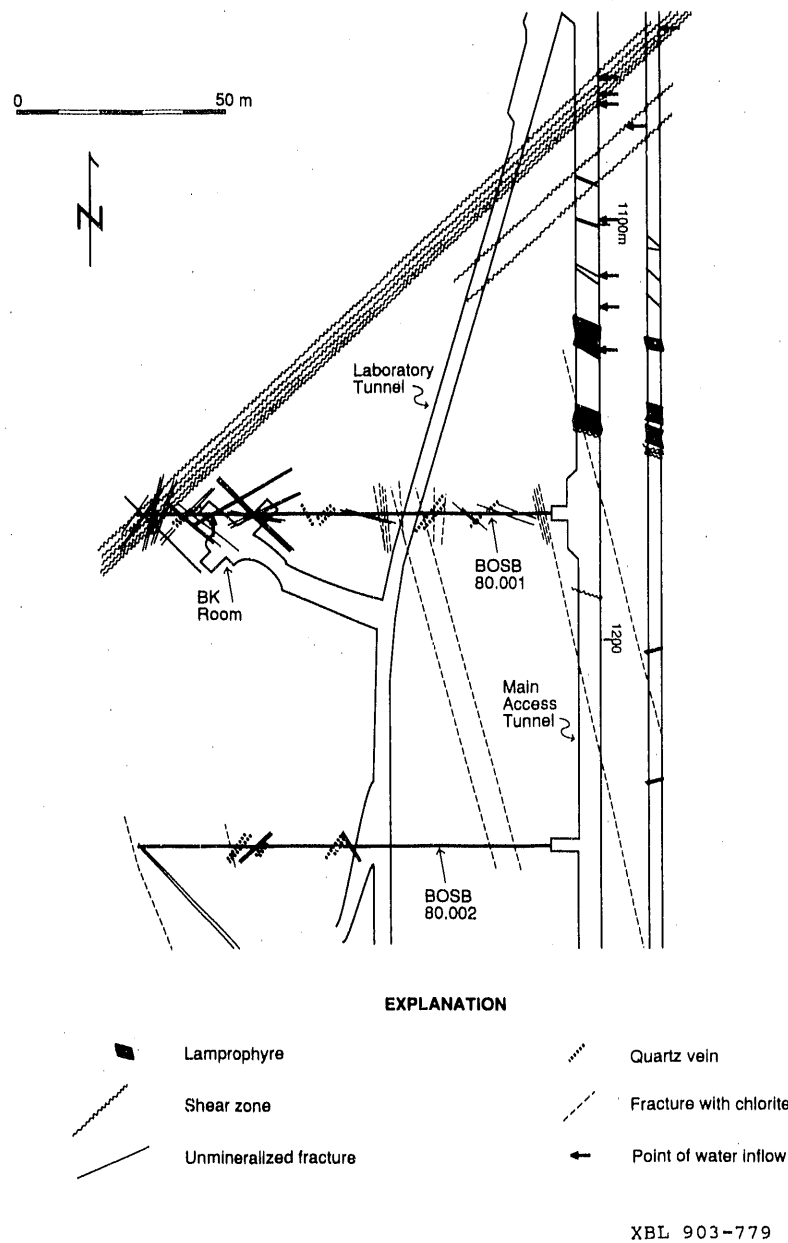 0 50 m
N
1100m
Laboratory
Tunnel
BOSB
80.001
BK
Room
1200
Main
Access
Tunnel
BOSB
80.002
EXPLANATION
Lamprophyre
Quartz vein
Shear zone
Fracture with chlorite
Unmineralized fracture
Point of water inflow
XBL 903-779